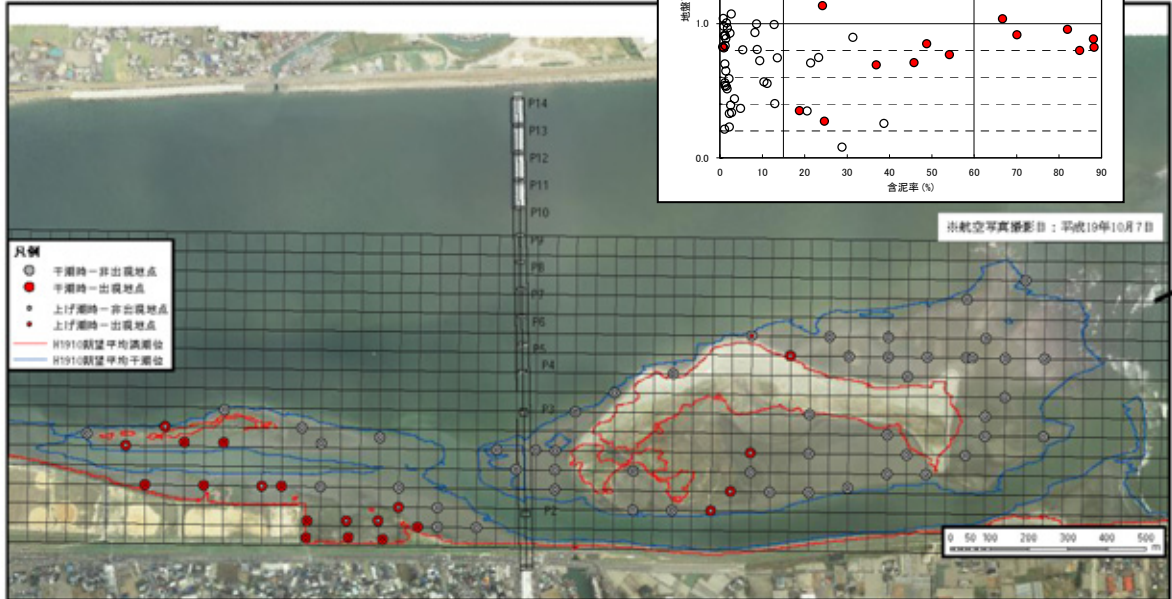 地盤
1.0
0.0
0 10 20 30 40 50 60 70 80 90
含泥率(%)
※航空写真撮影日：平成19年10月7日
P14
P13
P12
P11
P10
P9
P8
P7
P6
P5
P4
P3
P2
凡例
干潮時－非出現地点
干潮時－出現地点
上げ潮時－非出現地点
上げ潮時－出現地点
H1910朔望平均満潮位
H1910朔望平均干潮位
0 50 100 200 300 400 500
m